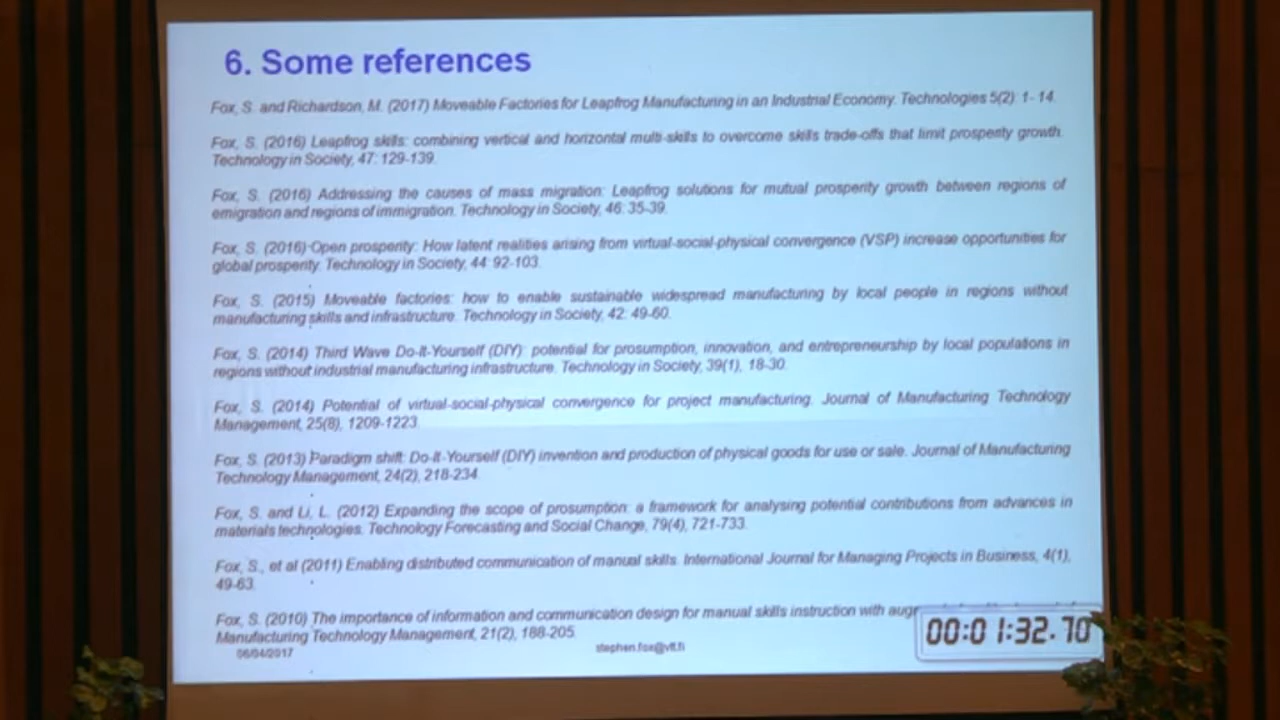 6. Some references
Fox, S. and Richardson, M. (2017) Moveable Factories for Leapfrog Manufacturing in an Industrial Economy. Technologies 5(2): 1- 14.
Fox, S. (2016) Leapfrog skills: combining vertical and horizontal multi-skills to overcome skills trade-offs that limit prosperity growth.
Technology in Society, 47: 129-139.
Fox, S. (2016) Addressing the causes of mass migration: Leapfrog solutions for mutual prosperity growth between regions of
emigration and regions of immigration. Technology in Society, 46: 35-39.
Fox, S. (2016) Open prosperity: How latent realities arising from virtual-social-physical convergence (VSP) increase opportunities for
global prosperity. Technology in Society, 44: 92-103.
Fox, S. (2015) Moveable factories: how to enable sustainable widespread manufacturing by local people in regions without
manufacturing skills and infrastructure. Technology in Society, 42: 49-60.
Fox, S. (2014) Third Wave Do-It-Yourself (DIY): potential for prosumption, innovation, and entrepreneurship by local populations in
regions without industrial manufacturing infrastructure. Technology in Society, 39(1), 18-30.
Fox, S. (2014) Potential of virtual-social-physical convergence for project manufacturing. Journal of Manufacturing Technology
Management, 25(8), 1209-1223.
Fox, S. (2013) Paradigm shift: Do-It-Yourself (DIY) invention and production of physical goods for use or sale. Journal of Manufacturing
Technology Management, 24(2), 218-234.
Fox, S. and Li, L. (2012) Expanding the scope of prosumption: a framework for analysing potential contributions from advances in
materials technologies. Technology Forecasting and Social Change, 79(4), 721-733.
Fox, S., et al (2011) Enabling distributed communication of manual skills. International Journal for Managing Projects in Business, 4(1),
49-63.
Fox, S. (2010) The importance of information and communication design for manual skills instruction with
Manufacturing Technology Management, 21(2), 188-205.
06/04/2017
stephen.fox@vtt.fi
00:01:32.70